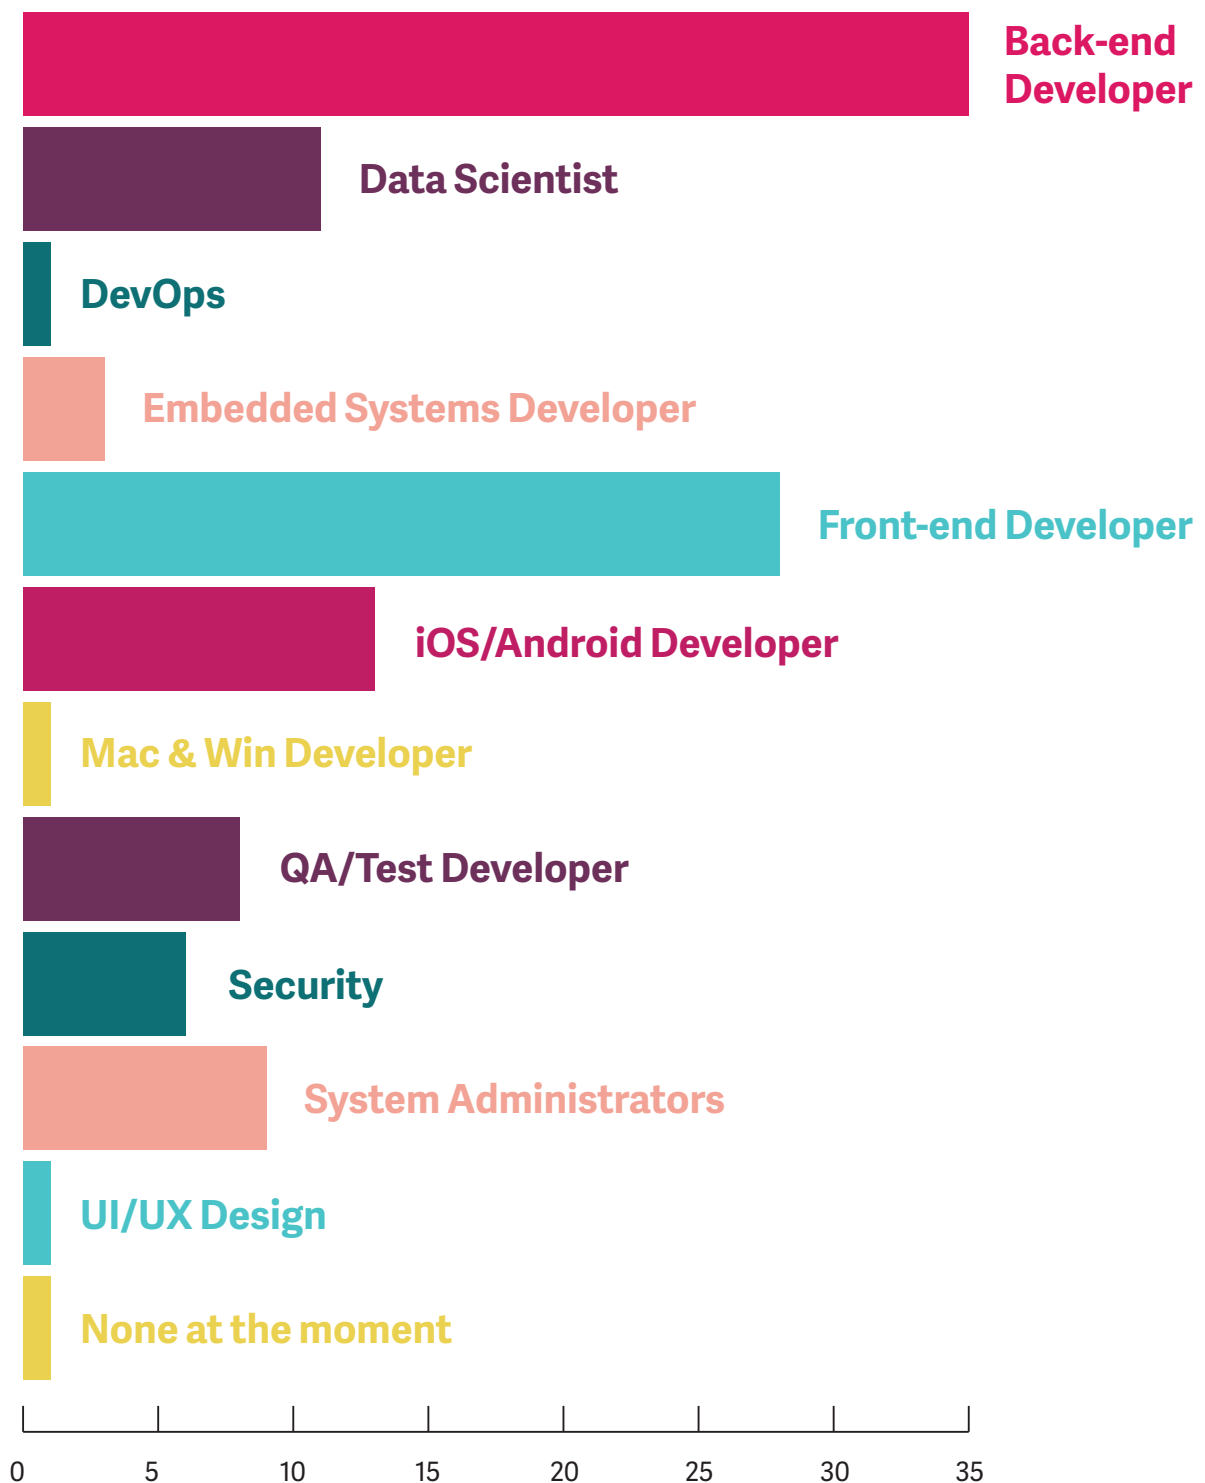 Back-end
Developer
Data Scientist
DevOps
Embedded Systems Developer
Front-end Developer
iOS/Android Developer
Mac & Win Developer
QA/Test Developer
Security
System Administrators
UI/UX Design
None at the moment
0 5 10 15 20 25 30 35